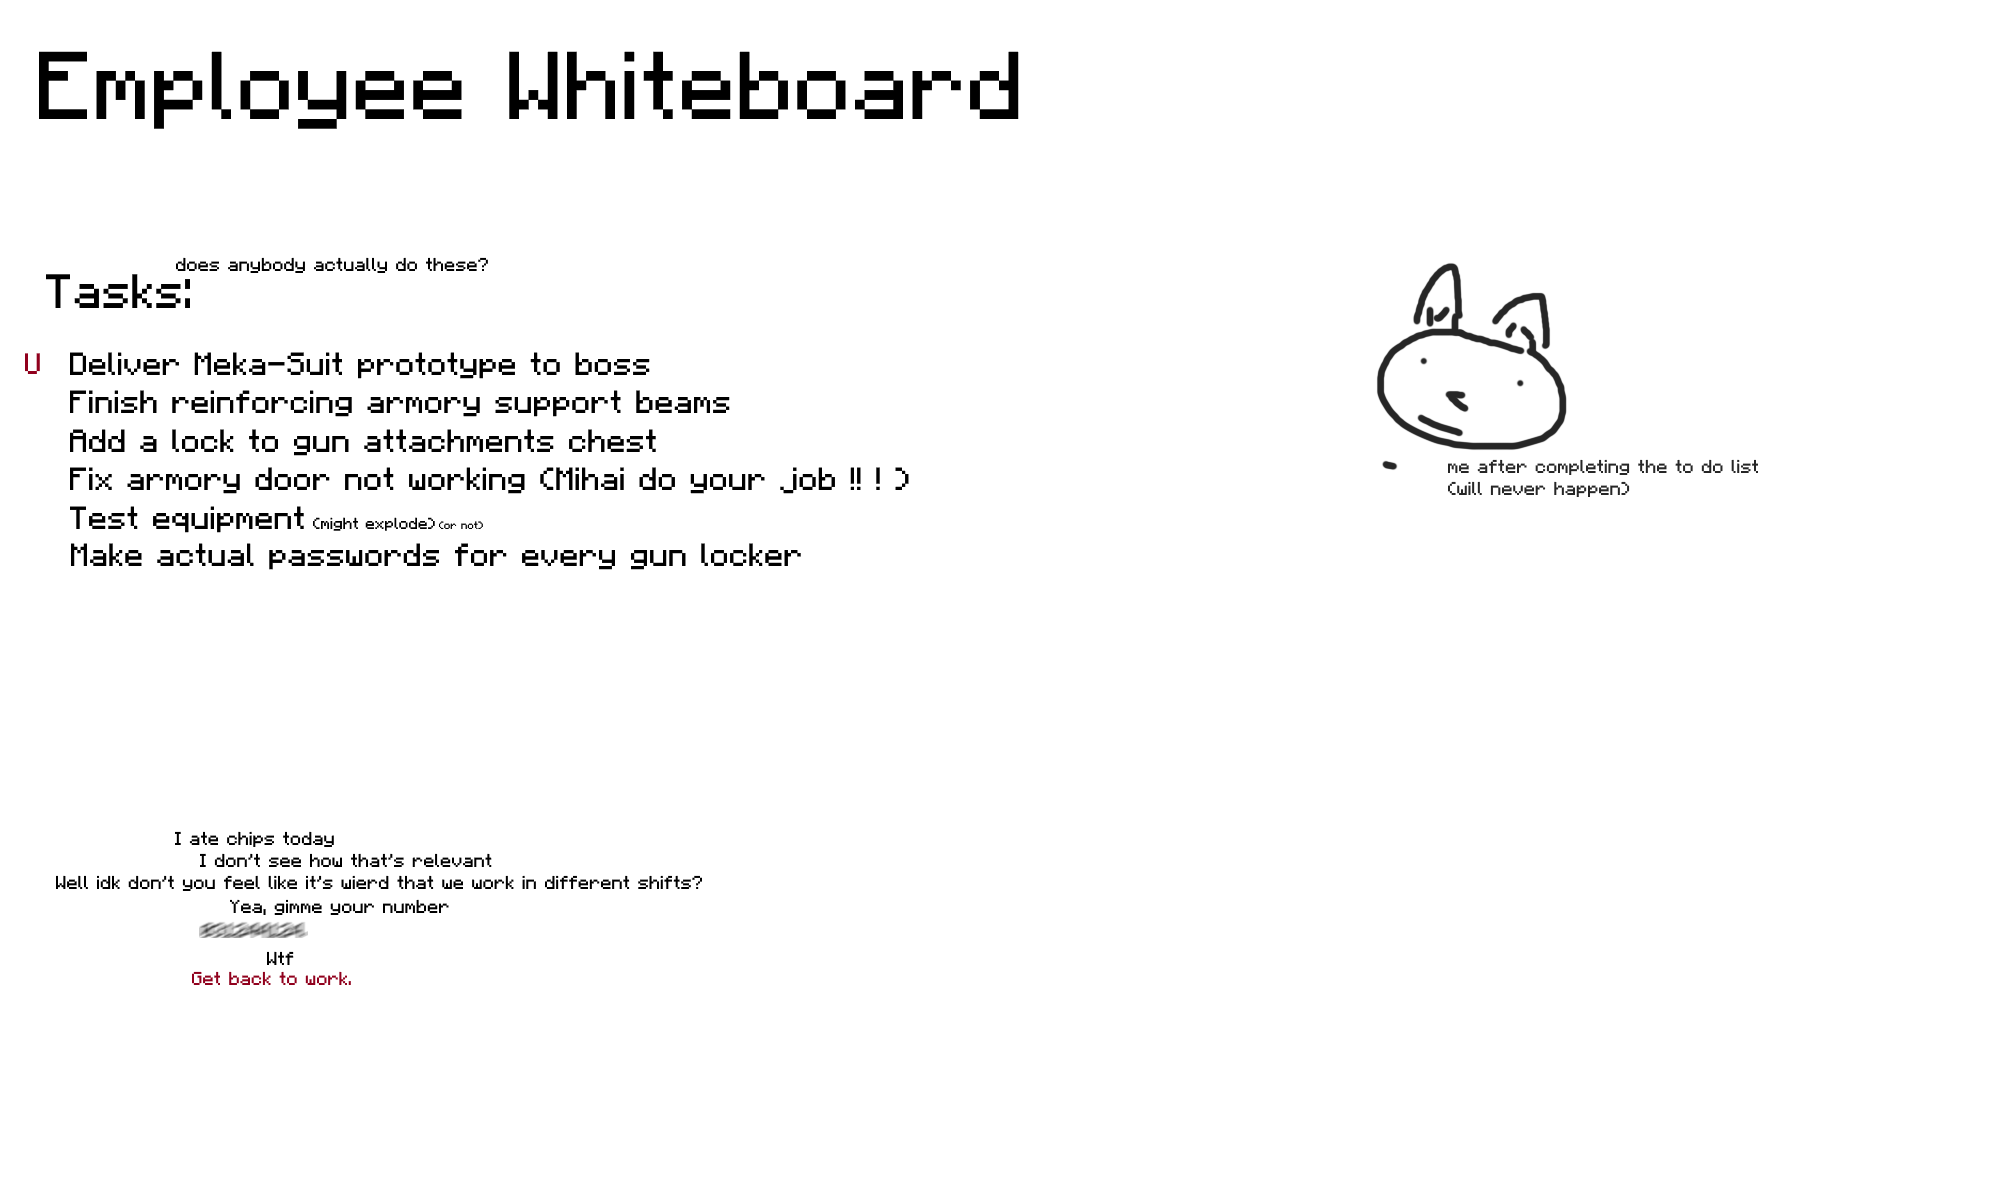 Employee Whiteboard
does anybody actually do these?
Tasks:
U Deliver Meka-Suit prototype to boss
Finish reinforcing armory support beams
Add a lock to gun attachments chest
Fix armory door not working (Mihai do your job !! ! )
Test equipment (might explode) (or not)
Make actual passwords for every gun locker
me after completing the to do list
(will never happen)
I ate chips today
I don't see how that's relevant
Well idk don't you feel like it's wierd that we work in different shifts?
Yea, gimme your number
Wtf
Get back to work.